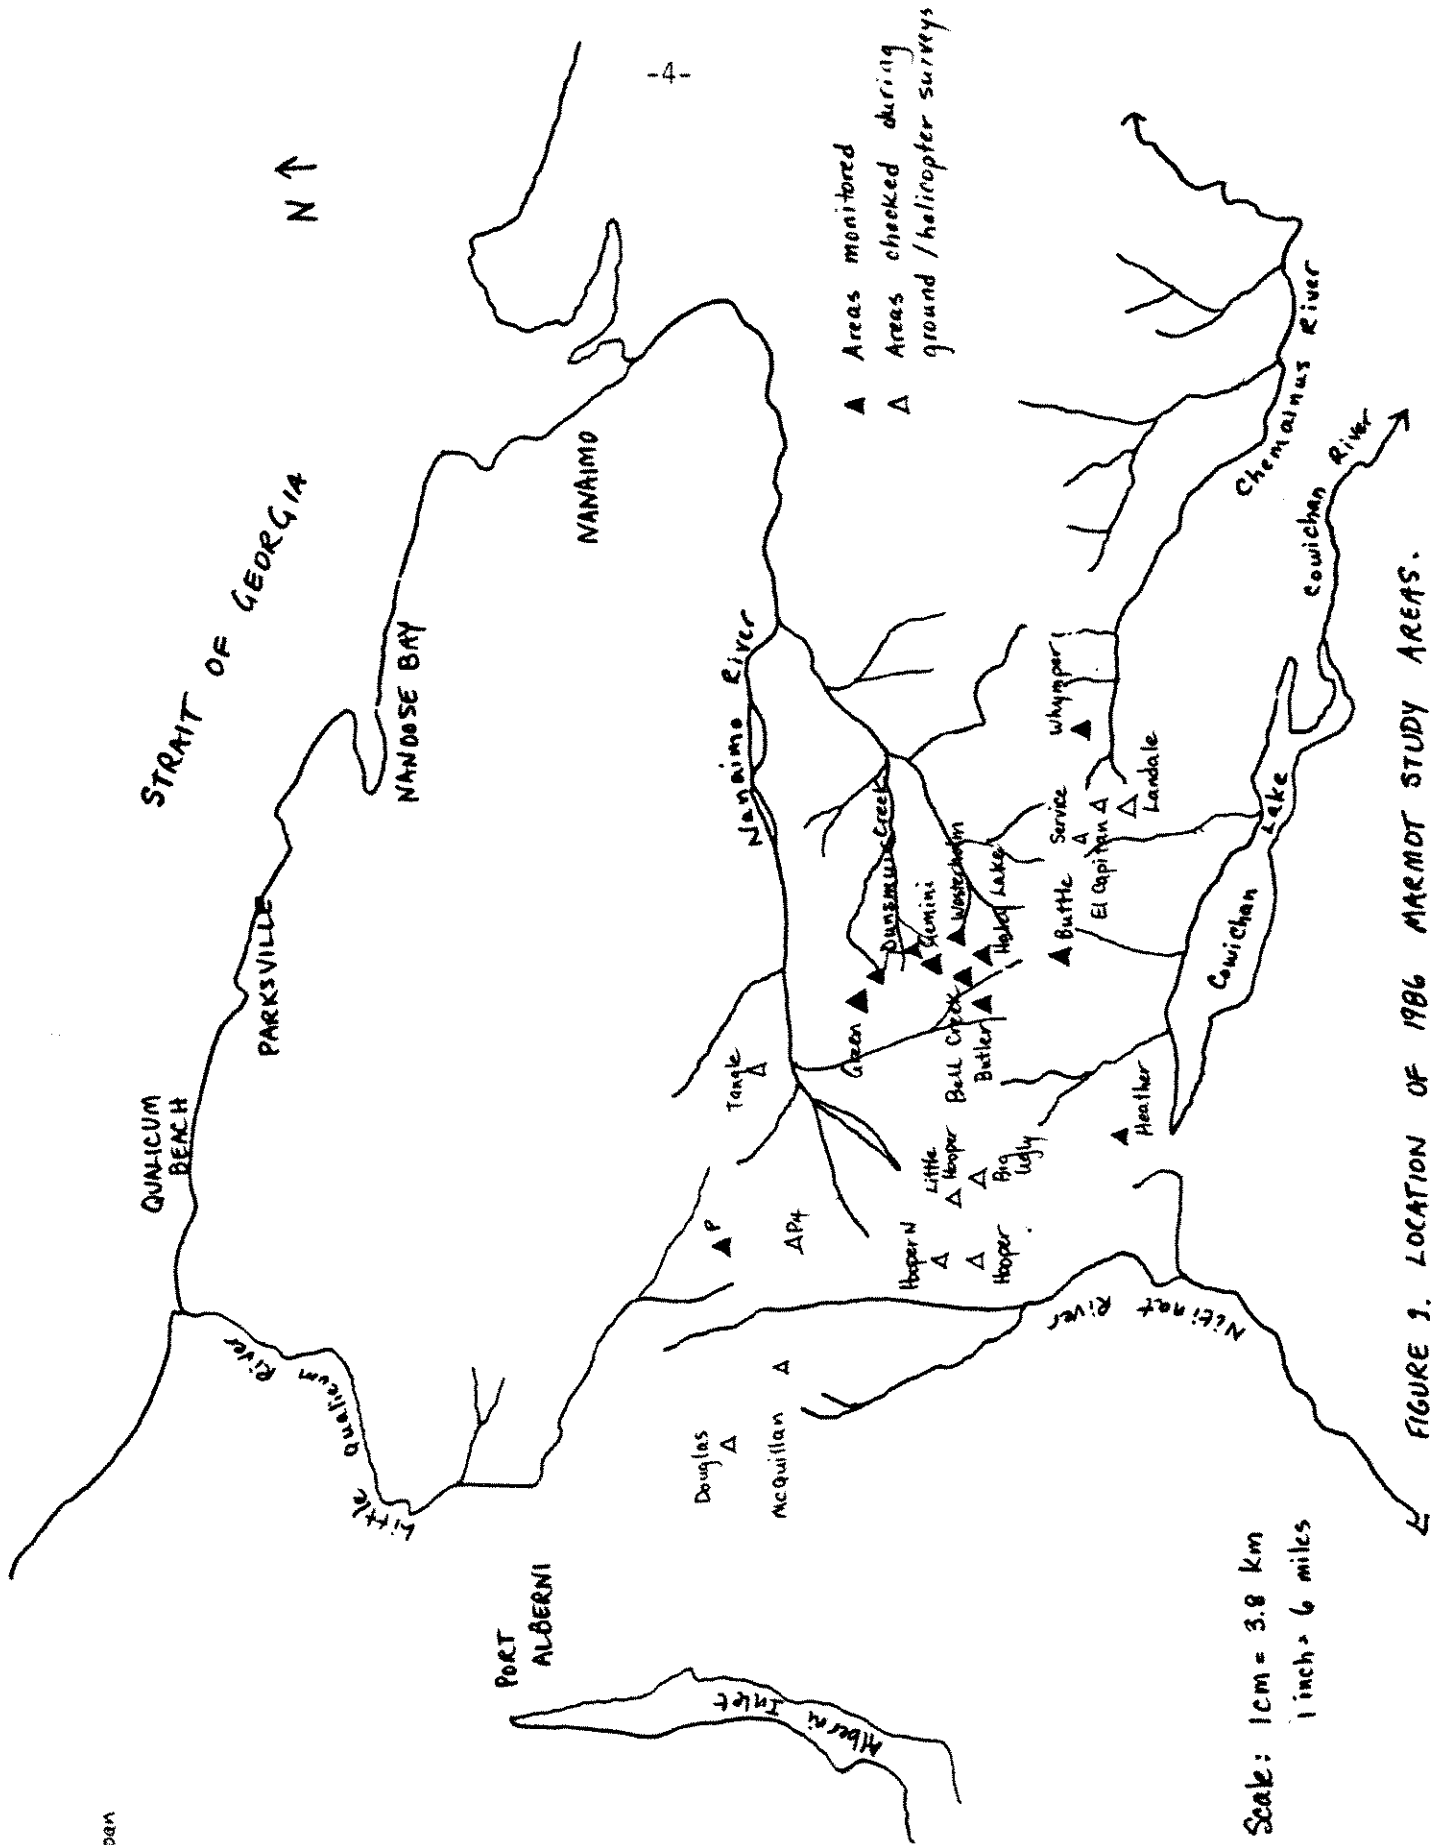 -4-
N ↑
STRAIT OF GEORGIA
QUALICUM
BEACH
PARKSVILLE
NANOOSE BAY
NANAIMO
Little Qualicum River
PORT
ALBERNI
Alberni Inlet
Nanaimo River
Douglas
McQuillan
P
P4
Tangle
Green
Dunsmuir Creek
Gemini
Westerholm
Haley Lake
Bell Creek
Butler
Hooper N
Hooper
Little
Hooper
Big
Ugly
Heather
Buttle
Service
El Capitan
Landale
Whymper
Nitinat River
Cowichan Lake
Cowichan River
Chemainus River
▲ Areas monitored
△ Areas checked during
ground / helicopter surveys
Scale: 1cm = 3.8 km
1 inch = 6 miles
FIGURE 1. LOCATION OF 1986 MARMOT STUDY AREAS.